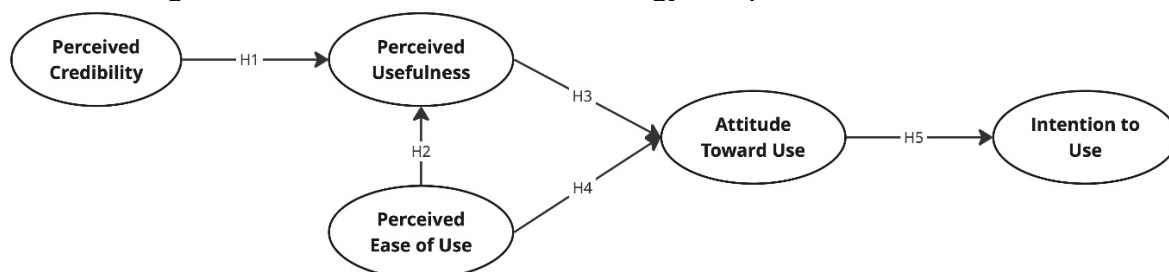 Perceived
Credibility
H1
Perceived
Usefulness
H3
H2
Attitude
Toward Use
H5
Intention to
Use
H4
Perceived
Ease of Use